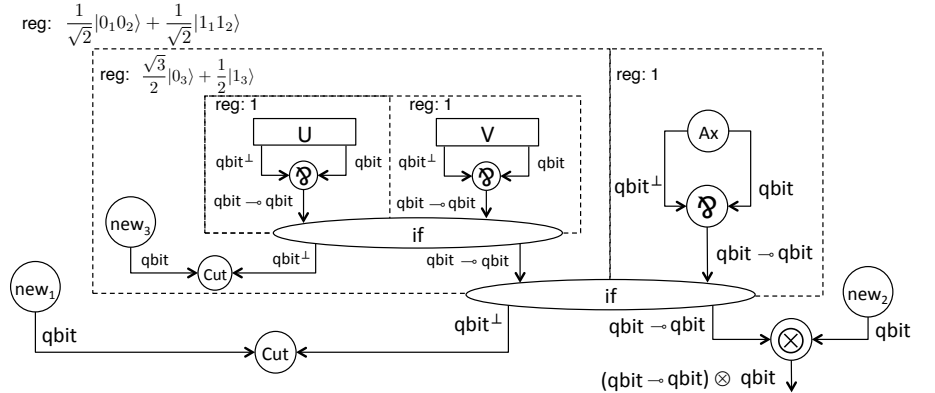 reg: 1/√2|0₁0₂⟩ + 1/√2|1₁1₂⟩
reg: √3/2|0₃⟩ + 1/2|1₃⟩
reg: 1
reg: 1
reg: 1
U
V
Ax
qbit⊥
qbit
qbit⊥
qbit
⅋
⅋
qbit⊥
qbit
⅋
qbit ⊸ qbit
qbit ⊸ qbit
new₃
if
qbit ⊸ qbit
qbit
Cut
qbit⊥
qbit ⊸ qbit
new₁
if
new₂
qbit
qbit⊥
qbit ⊸ qbit
qbit
Cut
⊗
(qbit ⊸ qbit) ⊗ qbit